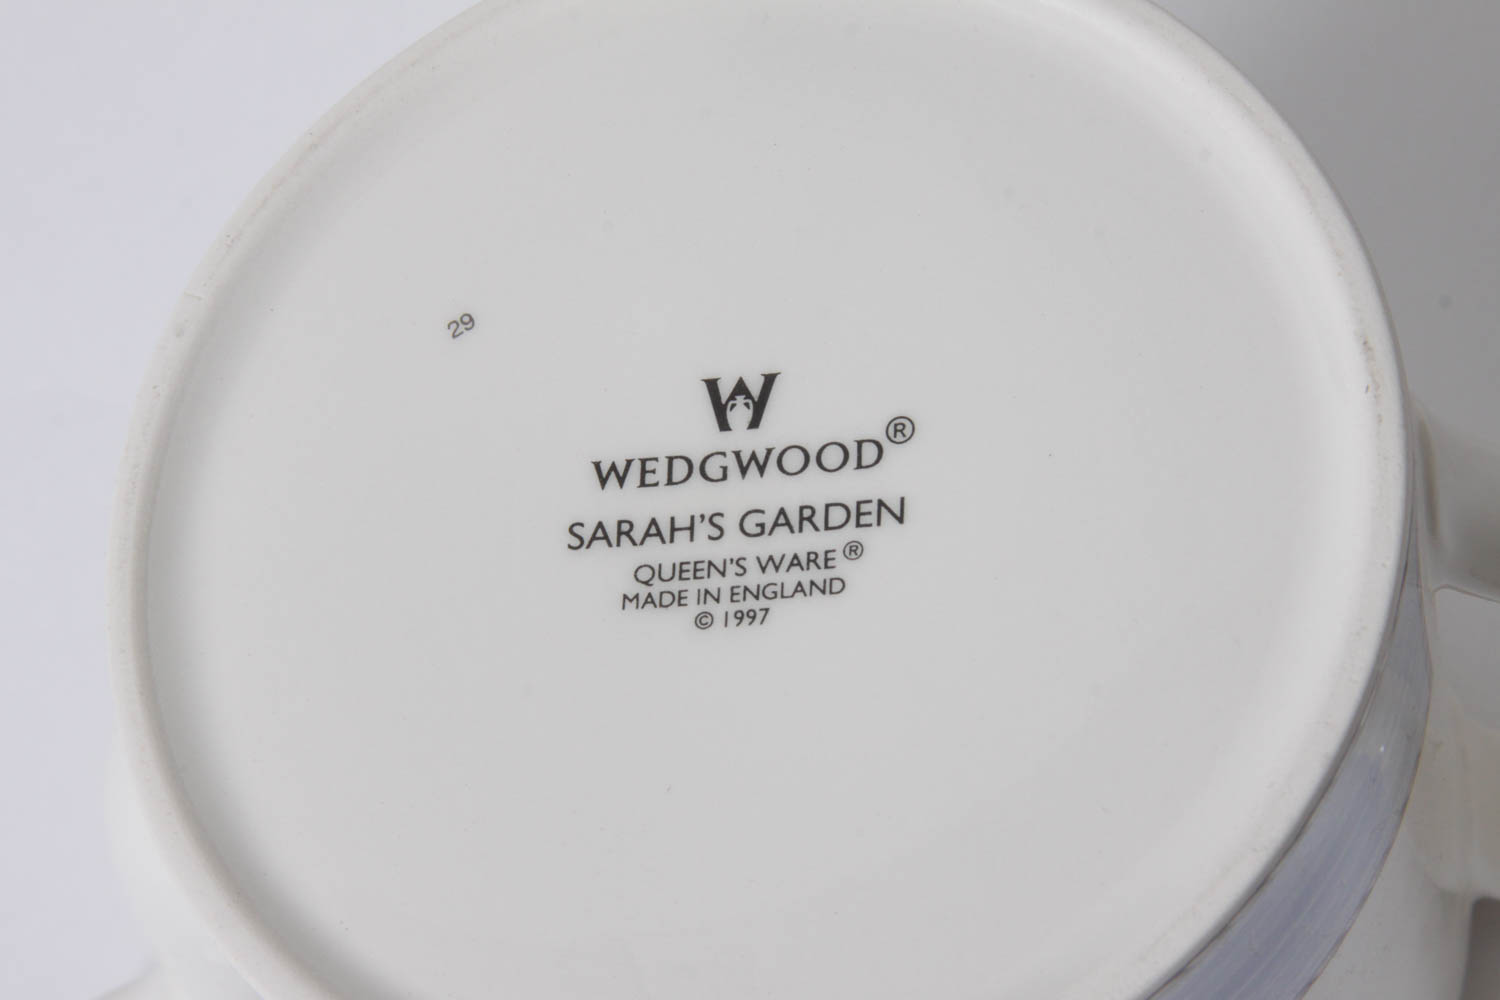 29
W
WEDGWOOD®
SARAH'S GARDEN
QUEEN'S WARE®
MADE IN ENGLAND
© 1997